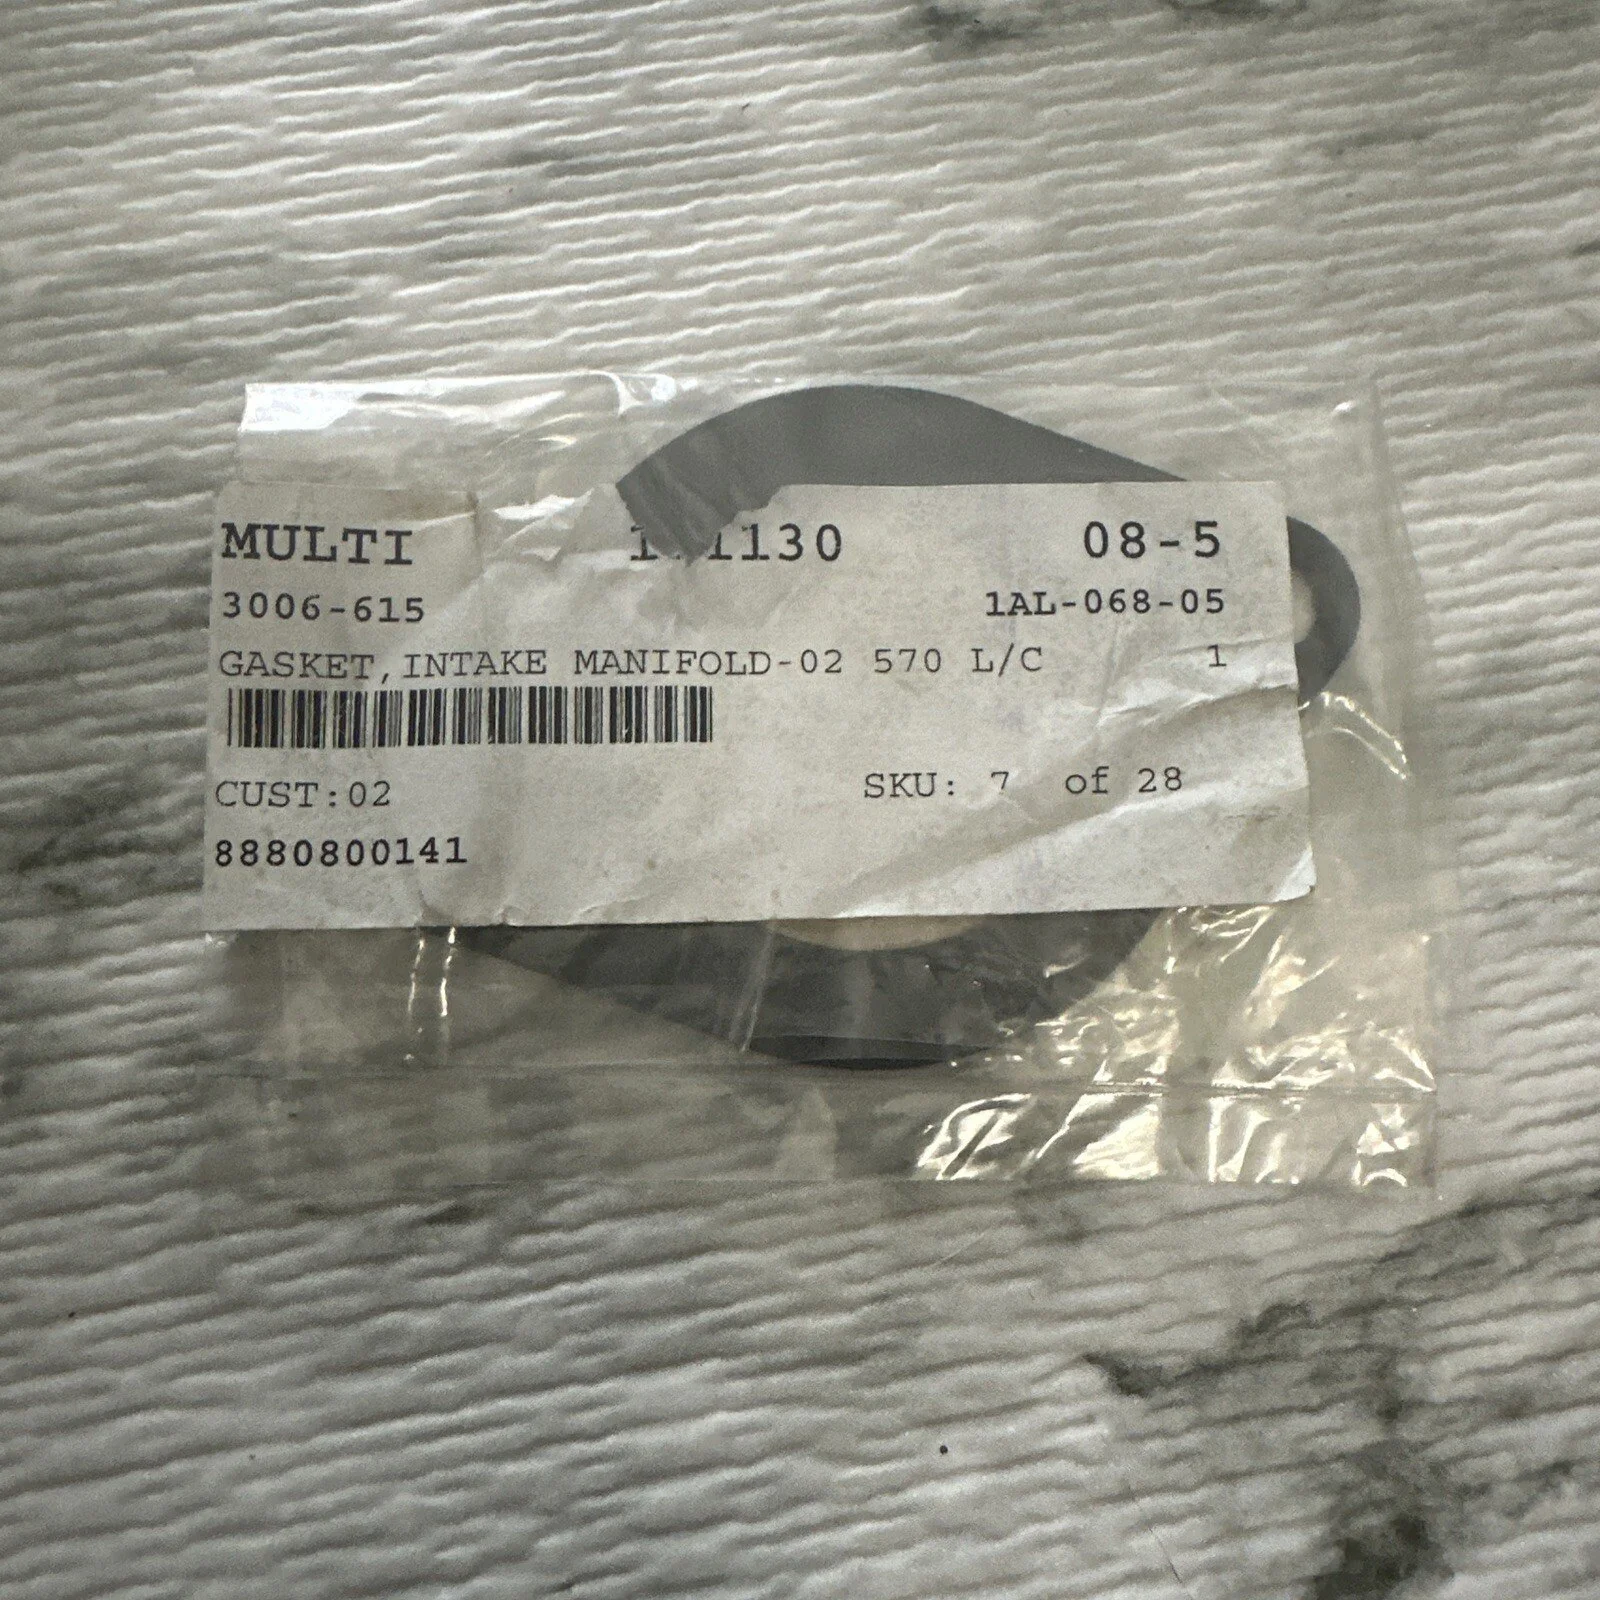 MULTI 08-5
3006-615 1AL-068-05
GASKET,INTAKE MANIFOLD-02 570 L/C 1
CUST:02 SKU: 7 of 28
8880800141